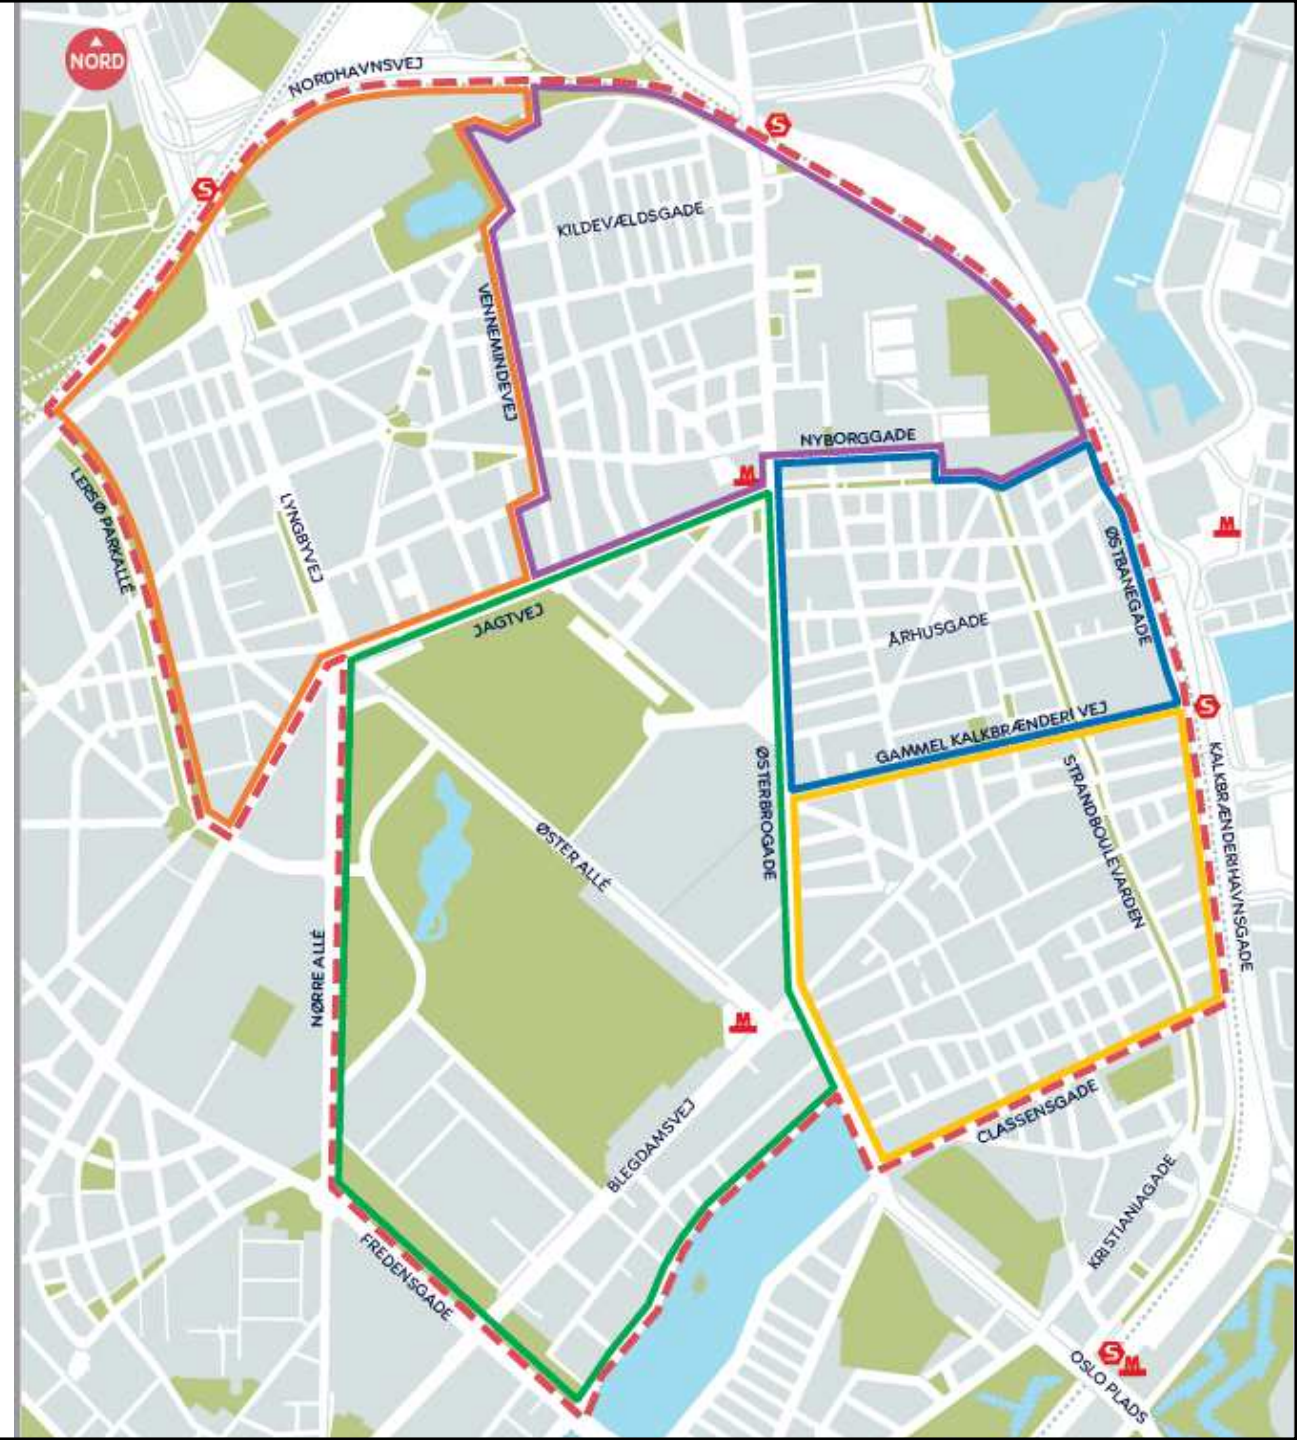 NORD
NORDHAVNSVEJ
S
S
KILDEVÆLDSGADE
VENNEMINDEVEJ
NYBORGGADE
M
LERSØ PARKALLÉ
LYNGBYVEJ
M
ØSTBANEGADE
JAGTVEJ
ÅRHUSGADE
S
GAMMEL KALKBRÆNDERI VEJ
ØSTERBROGADE
STRANDBOULEVARDEN
KALKBRÆNDERIHAVNSGADE
ØSTER ALLÉ
NØRRE ALLÉ
M
BLEGDAMSVEJ
CLASSENSGADE
KRISTIANIAGADE
FREDENSGADE
S M
OSLO PLADS